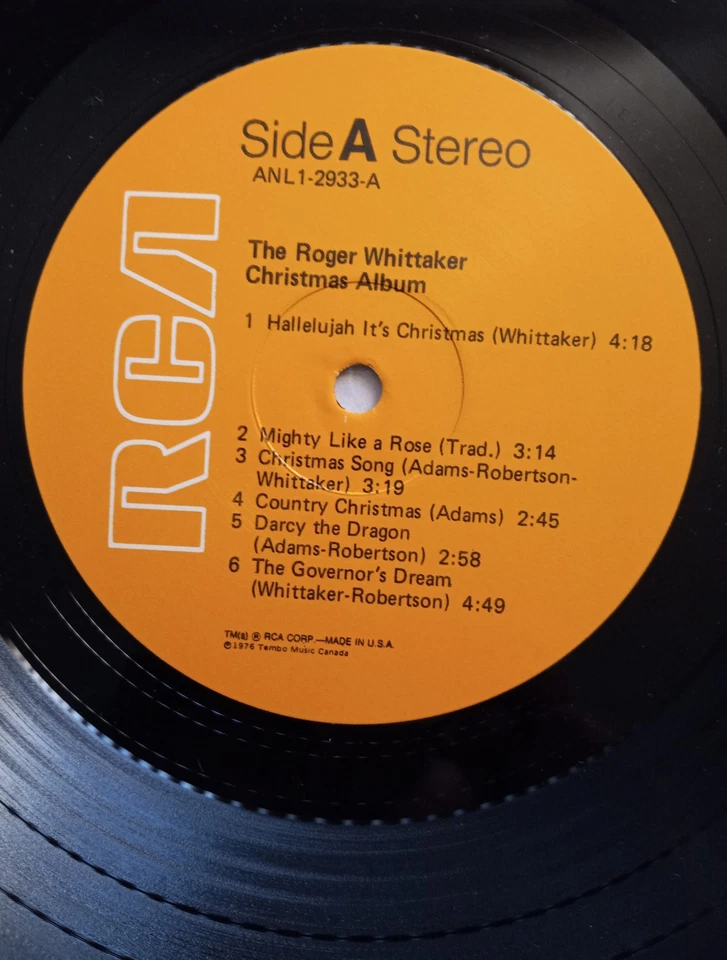 Side A Stereo
ANL1-2933-A
RCA
The Roger Whittaker
Christmas Album
1 Hallelujah It's Christmas (Whittaker) 4:18
2 Mighty Like a Rose (Trad.) 3:14
3 Christmas Song (Adams-Robertson-
Whittaker) 3:19
4 Country Christmas (Adams) 2:45
5 Darcy the Dragon
(Adams-Robertson) 2:58
6 The Governor's Dream
(Whittaker-Robertson) 4:49
TM(s) ® RCA CORP.—MADE IN U.S.A.
℗1976 Tembo Music Canada